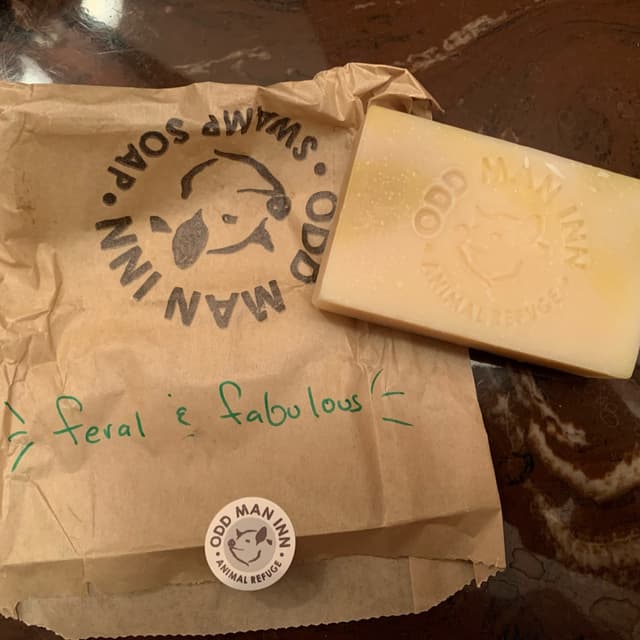 ODD MAN INN
• SWAMP SOAP •
ODD MAN INN
• ANIMAL REFUGE •
feral & fabulous
ODD MAN INN
• ANIMAL REFUGE •